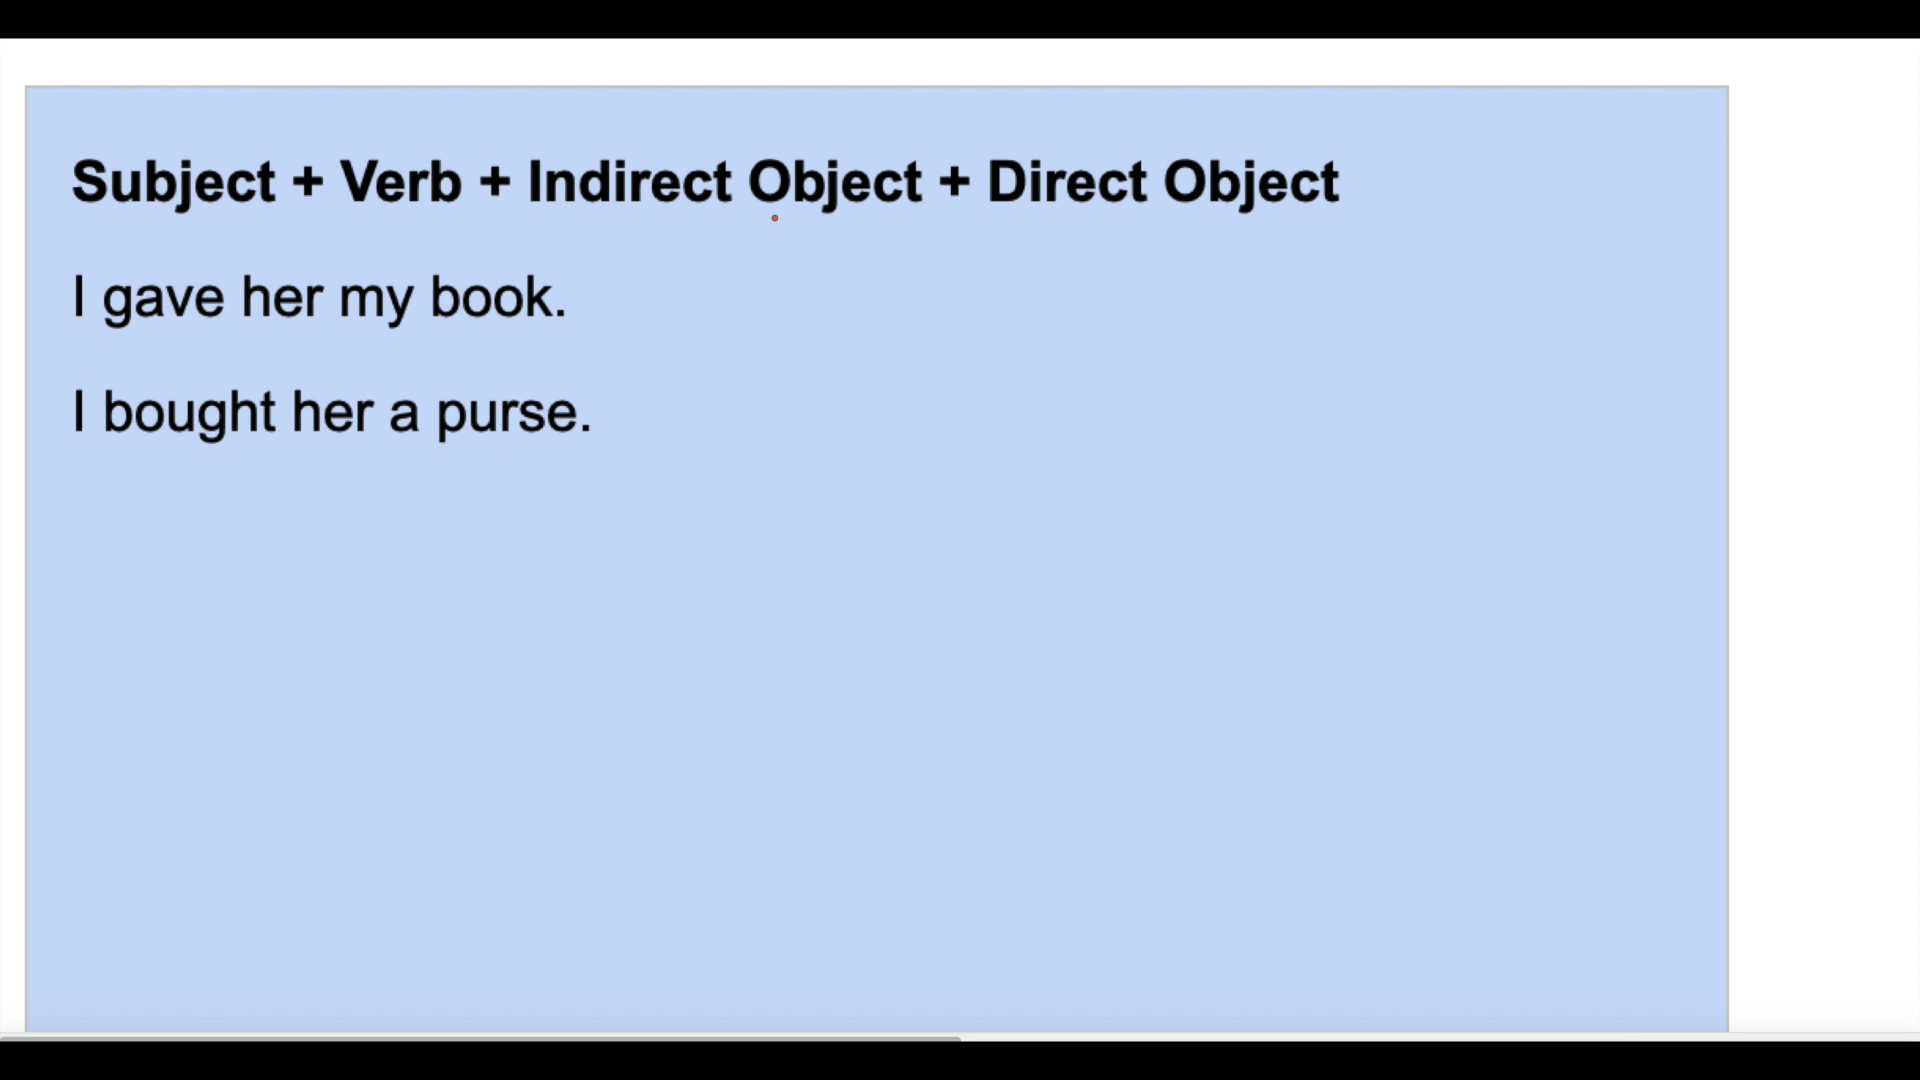 Subject + Verb + Indirect Object + Direct Object
I gave her my book.
I bought her a purse.